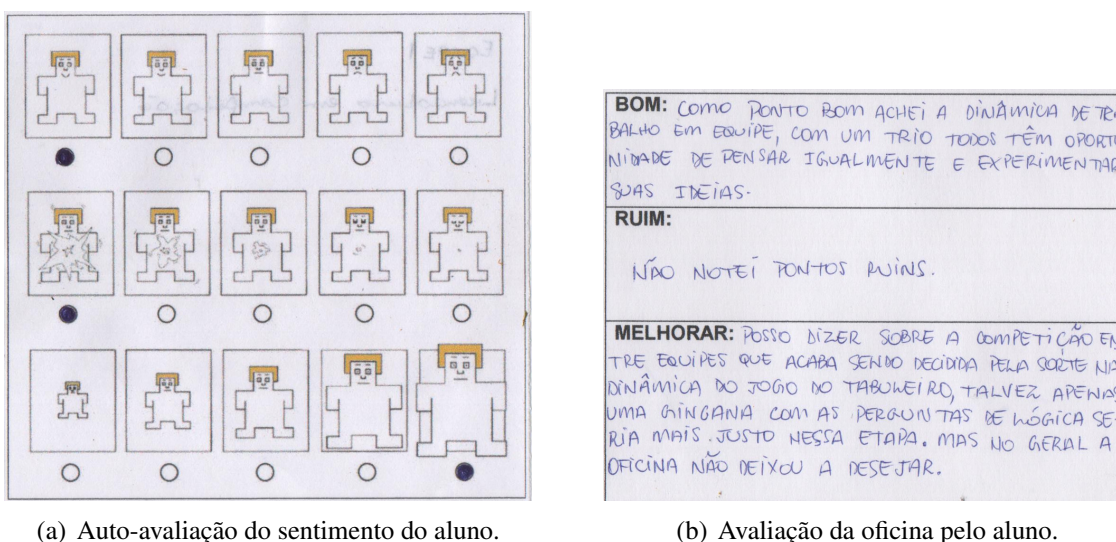 BOM: COMO PONTO BOM ACHEI A DINÂMICA DE TRA
BALHO EM EQUIPE, COM UM TRIO TODOS TÊM OPORTU
NIDADE DE PENSAR IGUALMENTE E EXPERIMENTAR
SUAS IDEIAS.
RUIM:
NÃO NOTEI PONTOS RUINS.
MELHORAR: POSSO DIZER SOBRE A COMPETIÇÃO EN
TRE EQUIPES QUE ACABA SENDO DECIDIDA PELA SORTE NA
DINÂMICA DO JOGO DO TABULEIRO, TALVEZ APENAS
UMA GINGANA COM AS PERGUNTAS DE LÓGICA SE
RIA MAIS JUSTO NESSA ETAPA. MAS NO GERAL A
OFICINA NÃO DEIXOU A DESEJAR.
(a) Auto-avaliação do sentimento do aluno.
(b) Avaliação da oficina pelo aluno.